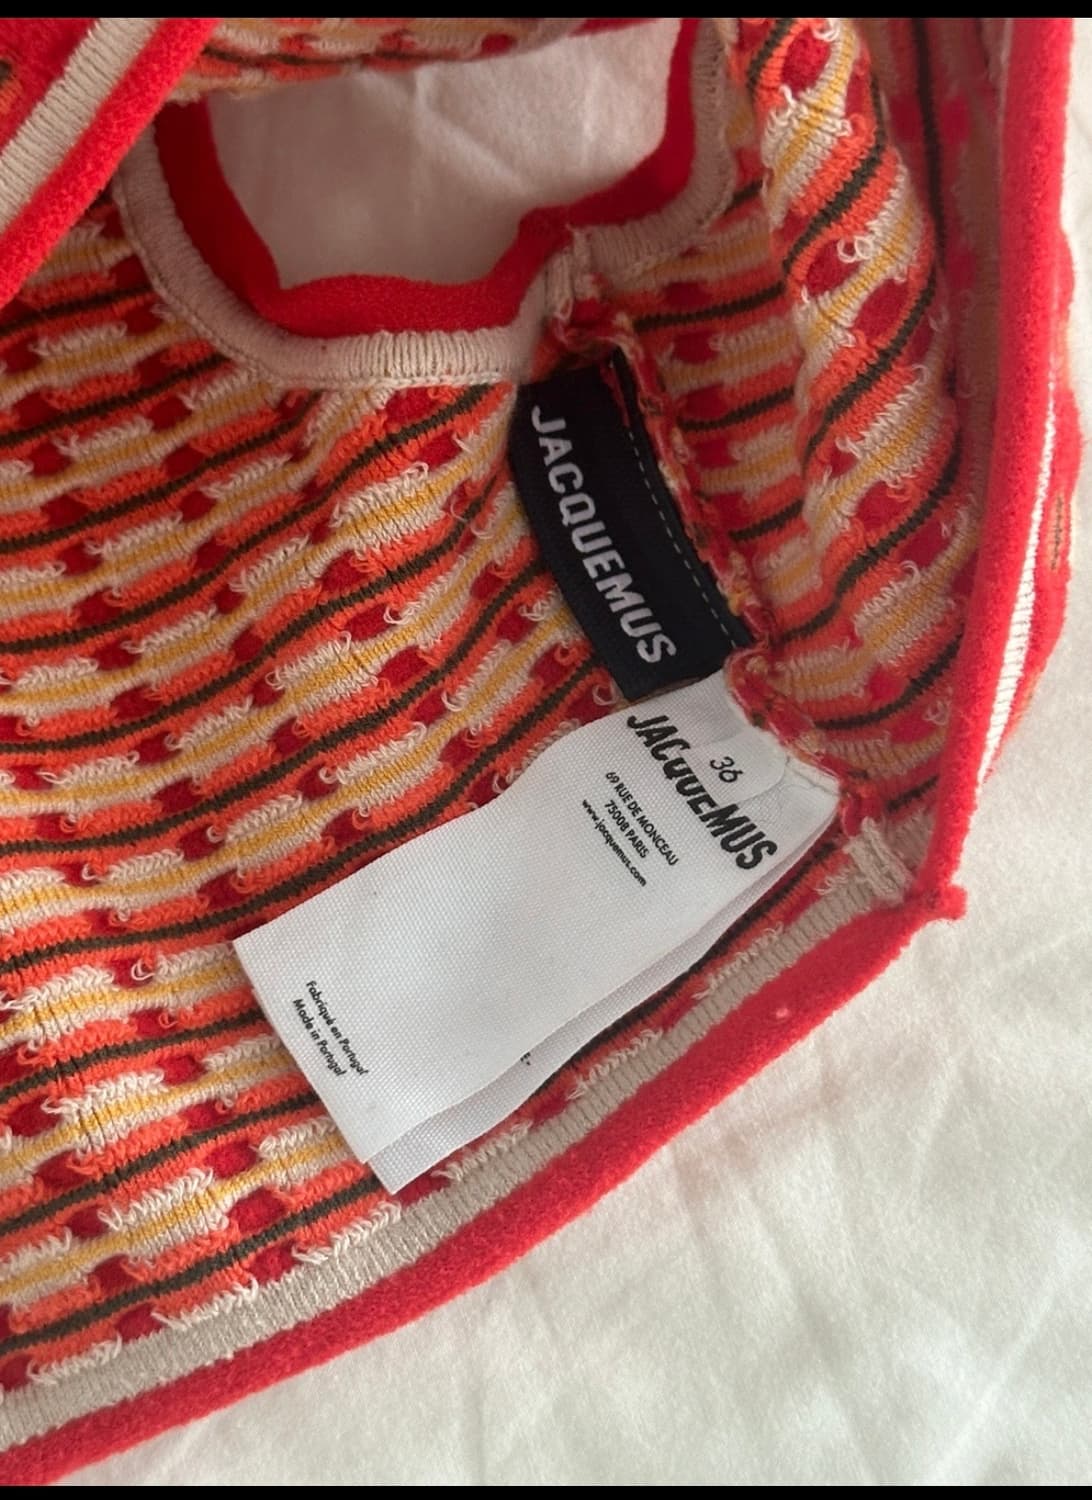 JACQUEMUS
36
JACQUEMUS
69 RUE DE MONCEAU
75008 PARIS
www.jacquemus.com
Fabriqué en Portugal
Made in Portugal
E-